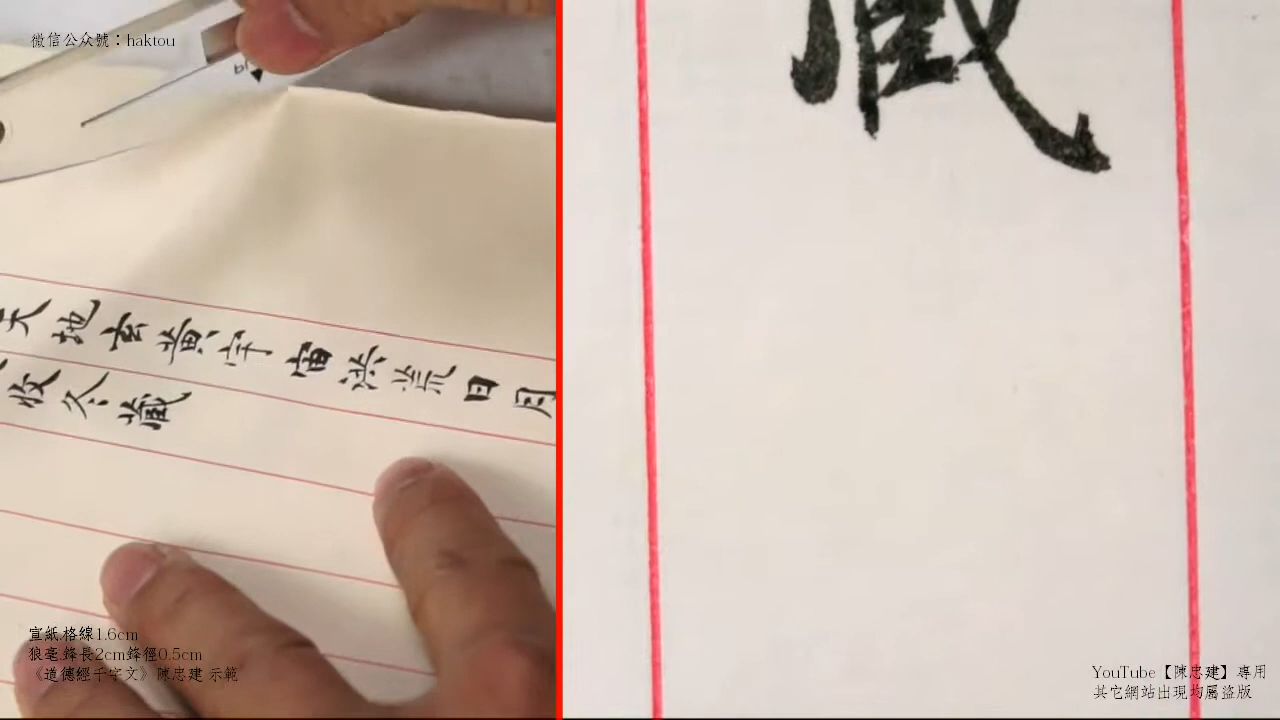 微信公众號：haktou
天地玄黃宇宙洪荒日月
收冬藏
宣紙格線1.6cm
狼毫鋒長2cm鋒徑0.5cm
《道德經千字文》陳忠建 示範
藏
YouTube【陳忠建】專用
其它網站出現均屬盜版